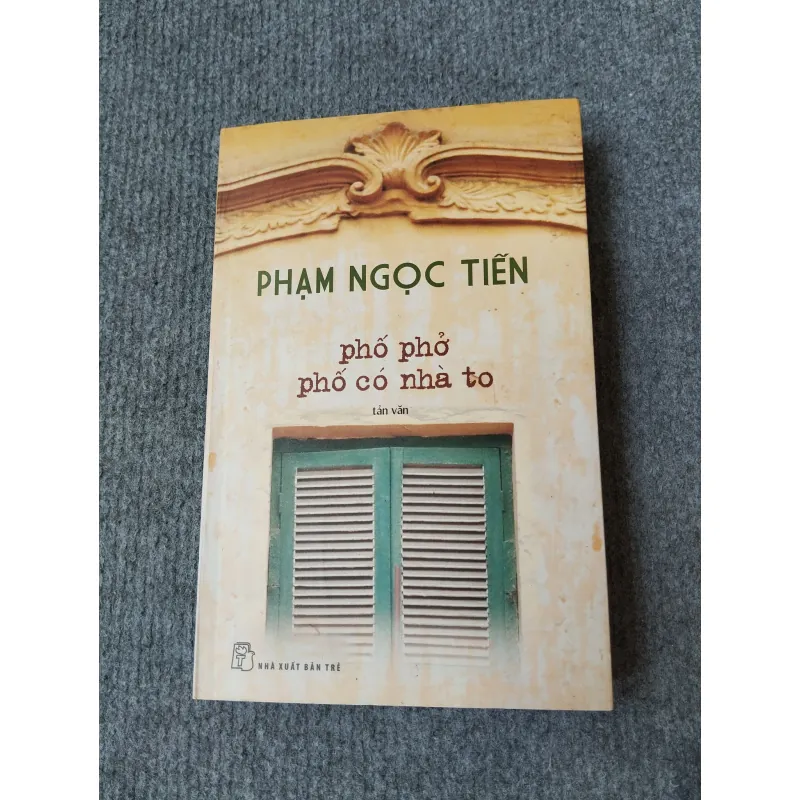 PHẠM NGỌC TIẾN
phố phở
phố có nhà to
tản văn
T
NHÀ XUẤT BẢN TRẺ